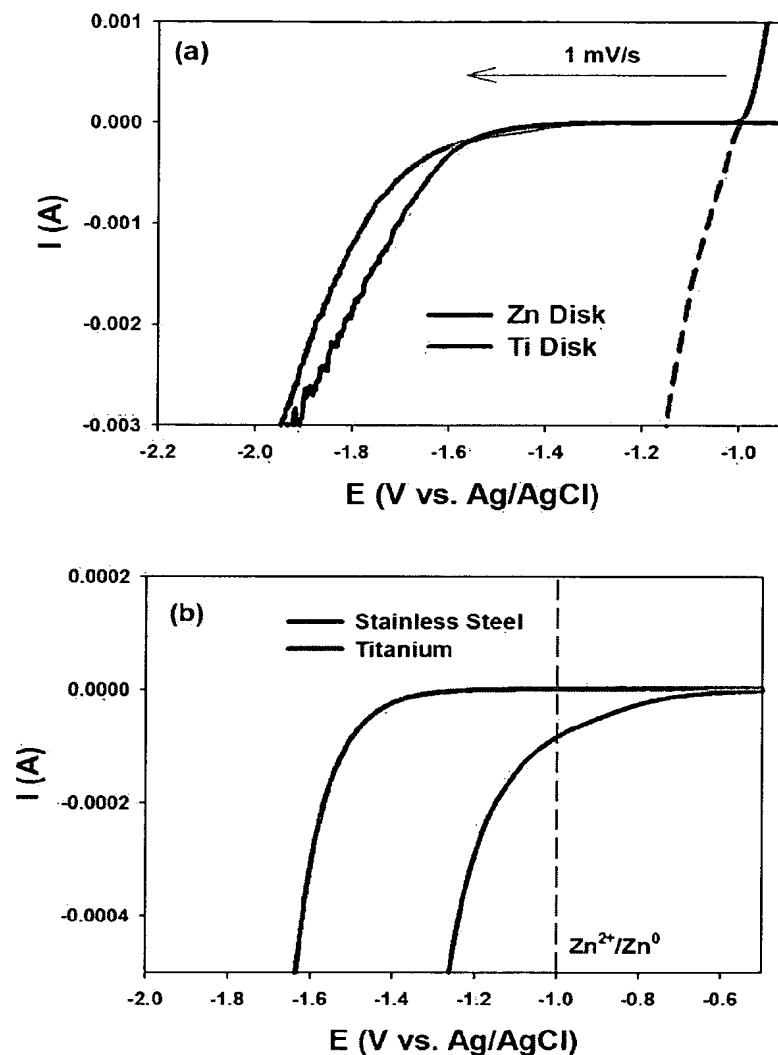 0.001
(a)
1 mV/s
0.000
-0.001
I (A)
-0.002
Zn Disk
Ti Disk
-0.003
-2.2 -2.0 -1.8 -1.6 -1.4 -1.2 -1.0
E (V vs. Ag/AgCl)
0.0002
(b)
Stainless Steel
Titanium
0.0000
-0.0002
I (A)
-0.0004
Zn²⁺/Zn⁰
-2.0 -1.8 -1.6 -1.4 -1.2 -1.0 -0.8 -0.6
E (V vs. Ag/AgCl)